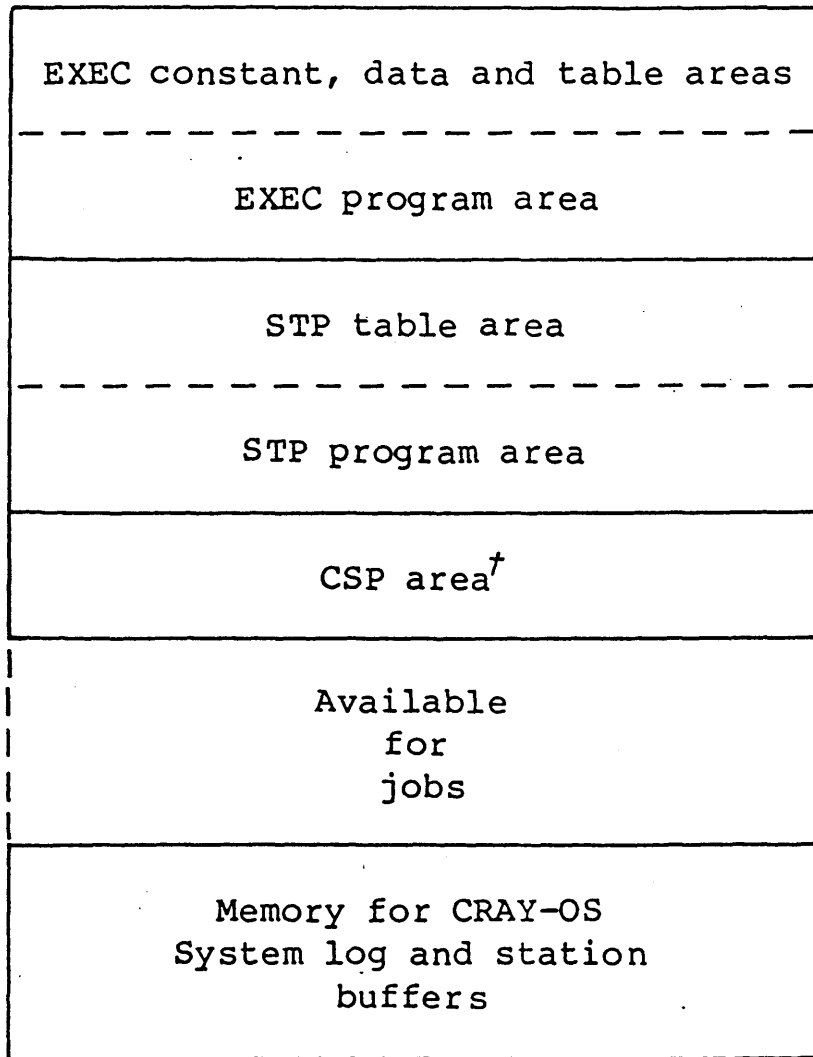 EXEC constant, data and table areas
EXEC program area
STP table area
STP program area
CSP area†
Available
for
jobs
Memory for CRAY-OS
System log and station
buffers